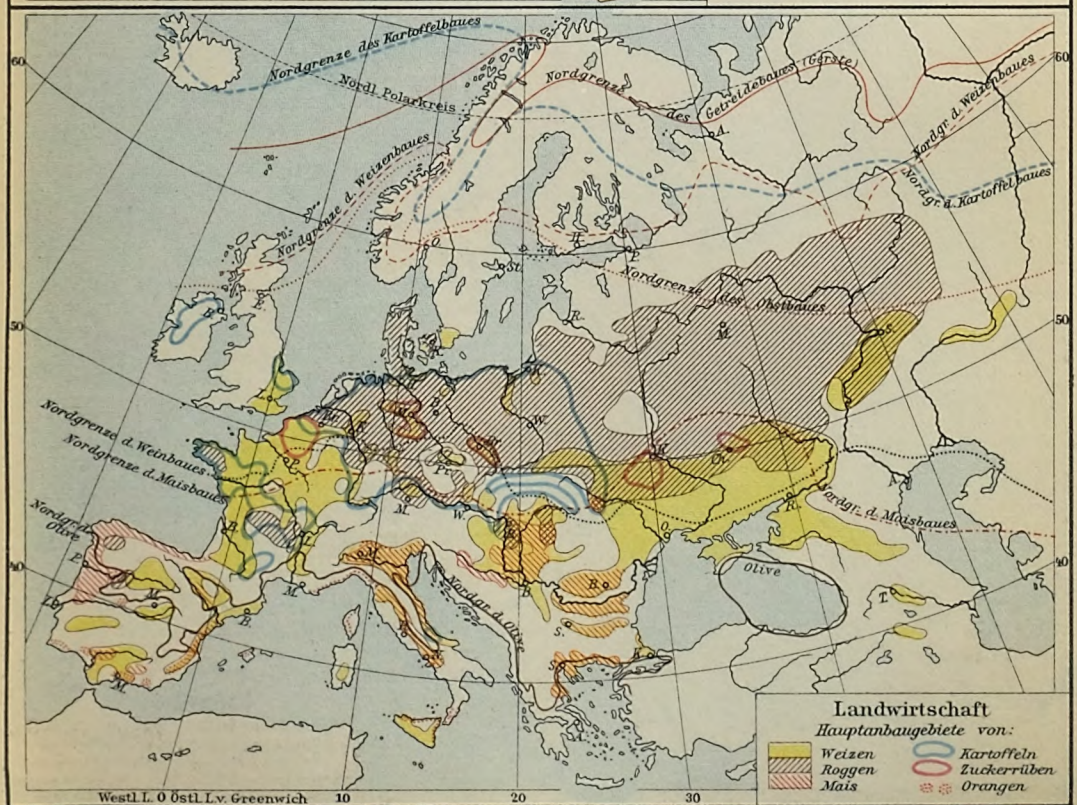 Nordgrenze des Kartoffelbaues
Nördl. Polarkreis
Nordgrenze des Getreidebaues (Gerste)
Nordgr. d. Weizenbaues
Nordgr. d. Kartoffelbaues
Nordgrenze d. Weizenbaues
Nordgrenze des Obstbaues
Nordgrenze d. Weinbaues
Nordgrenze d. Maisbaues
Nordgr. d.
Olive
Nordgr. d. Olive
Nordgr. d. Maisbaues
Olive
60
60
50
50
40
40
A.
O.
St.
H.
P.
R.
M.
S.
K.
W.
P.
M.
W.
B.
M.
P.
M.
B.
M.
O.
R.
A.
T.
B.
S.
Landwirtschaft
Hauptanbaugebiete von:
Weizen
Roggen
Mais
Kartoffeln
Zuckerrüben
Orangen
Westl. L. 0 Östl. L. v. Greenwich
10
20
30